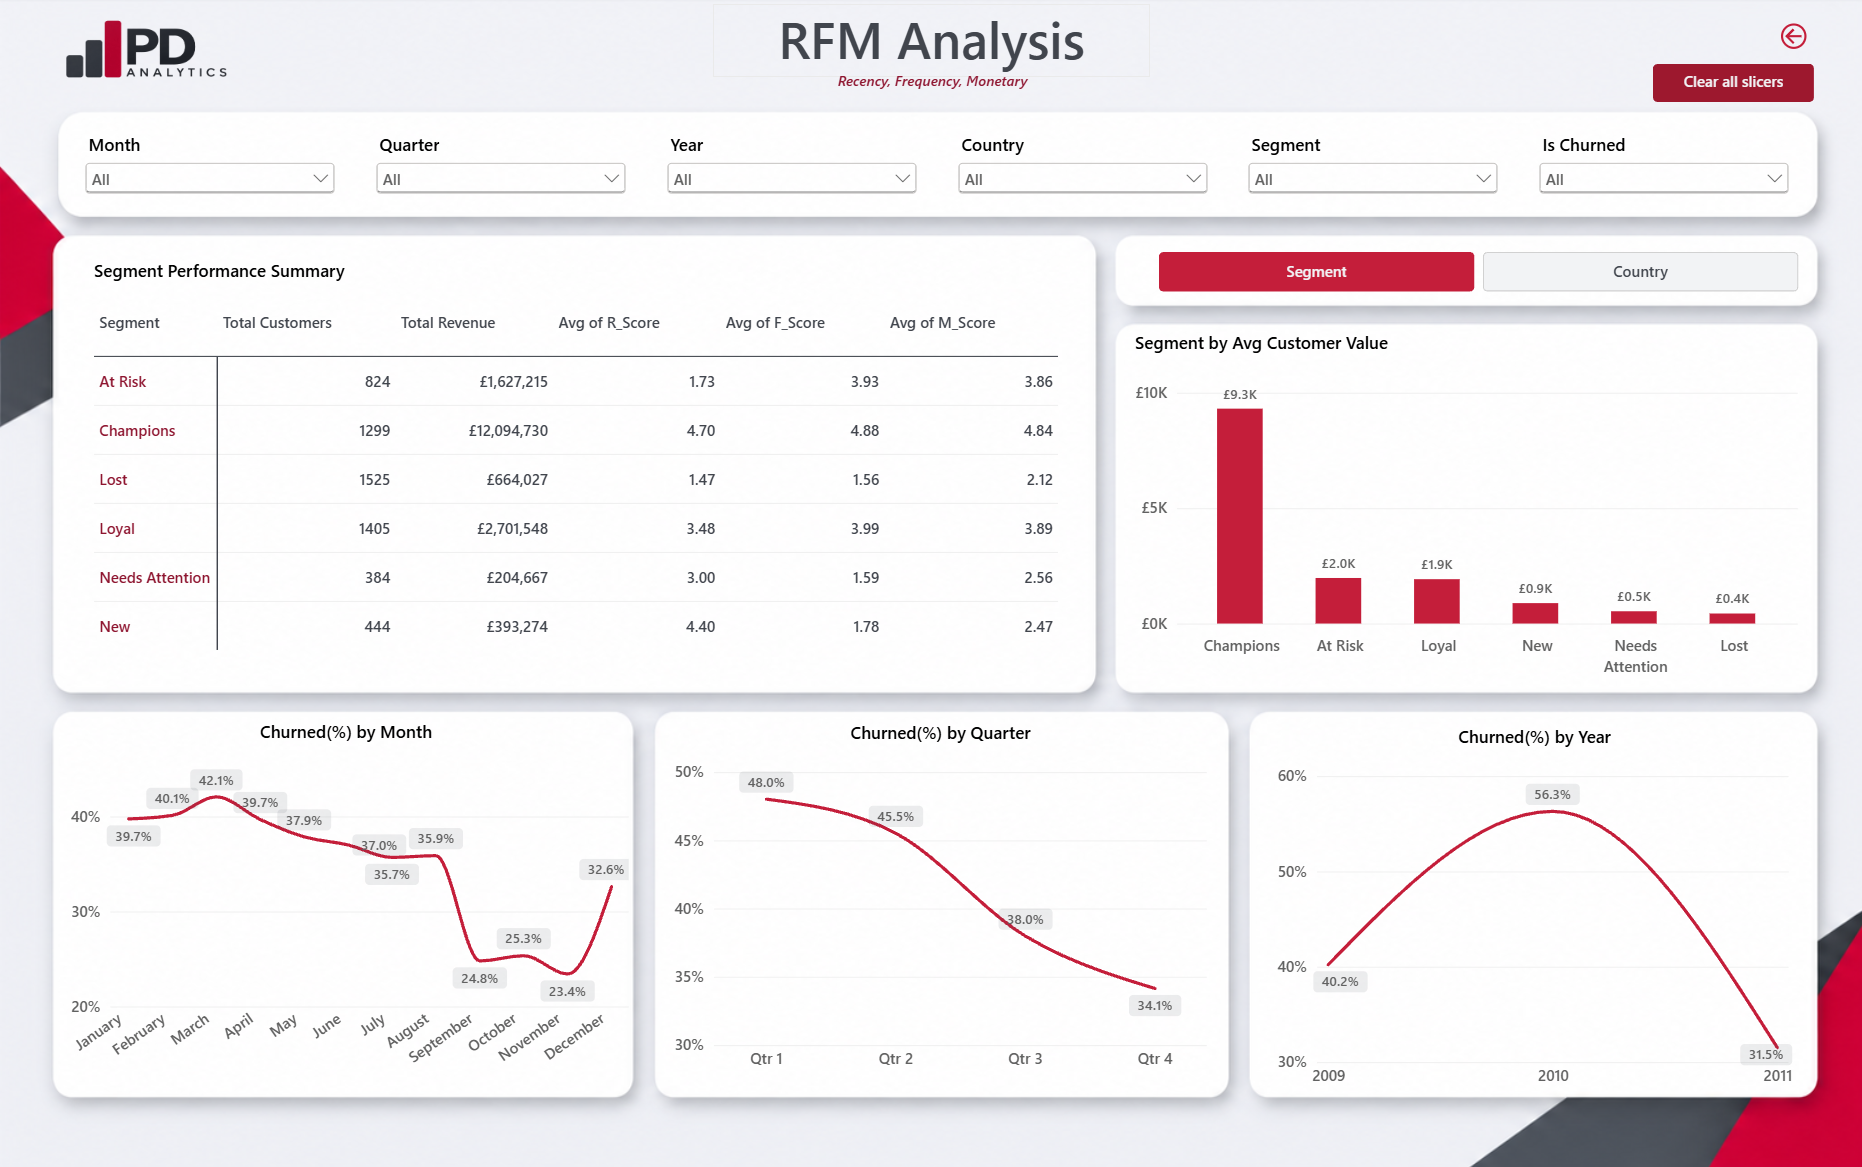 PD
ANALYTICS
RFM Analysis
Recency, Frequency, Monetary
Clear all slicers
Month Quarter Year Country Segment Is Churned
All All All All All All
Segment Performance Summary
Segment Total Customers Total Revenue Avg of R_Score Avg of F_Score Avg of M_Score
At Risk 824 £1,627,215 1.73 3.93 3.86
Champions 1299 £12,094,730 4.70 4.88 4.84
Lost 1525 £664,027 1.47 1.56 2.12
Loyal 1405 £2,701,548 3.48 3.99 3.89
Needs Attention 384 £204,667 3.00 1.59 2.56
New 444 £393,274 4.40 1.78 2.47
Segment Country
Segment by Avg Customer Value
£10K
£5K
£0K
£9.3K
£2.0K
£1.9K
£0.9K
£0.5K
£0.4K
Champions At Risk Loyal New Needs Lost
Attention
Churned(%) by Month
40%
30%
20%
39.7%
40.1%
42.1%
39.7%
37.9%
37.0%
35.7%
35.9%
24.8%
25.3%
23.4%
32.6%
January February March April May June July August September October November December
Churned(%) by Quarter
50%
45%
40%
35%
30%
48.0%
45.5%
38.0%
34.1%
Qtr 1 Qtr 2 Qtr 3 Qtr 4
Churned(%) by Year
60%
50%
40%
30%
40.2%
56.3%
31.5%
2009 2010 2011